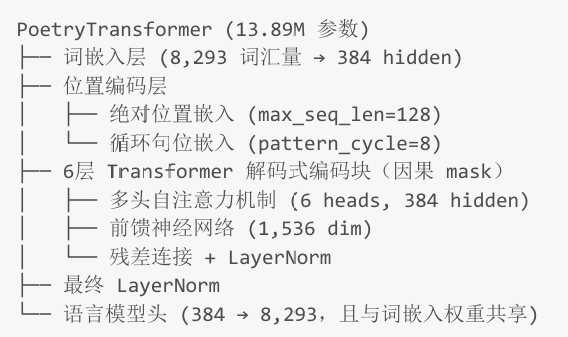 PoetryTransformer (13.89M 参数)
├── 词嵌入层 (8,293 词汇量 → 384 hidden)
├── 位置编码层
│   ├── 绝对位置嵌入 (max_seq_len=128)
│   └── 循环句位嵌入 (pattern_cycle=8)
├── 6层 Transformer 解码式编码块（因果 mask）
│   ├── 多头自注意力机制 (6 heads, 384 hidden)
│   ├── 前馈神经网络 (1,536 dim)
│   └── 残差连接 + LayerNorm
├── 最终 LayerNorm
└── 语言模型头 (384 → 8,293，且与词嵌入权重共享)